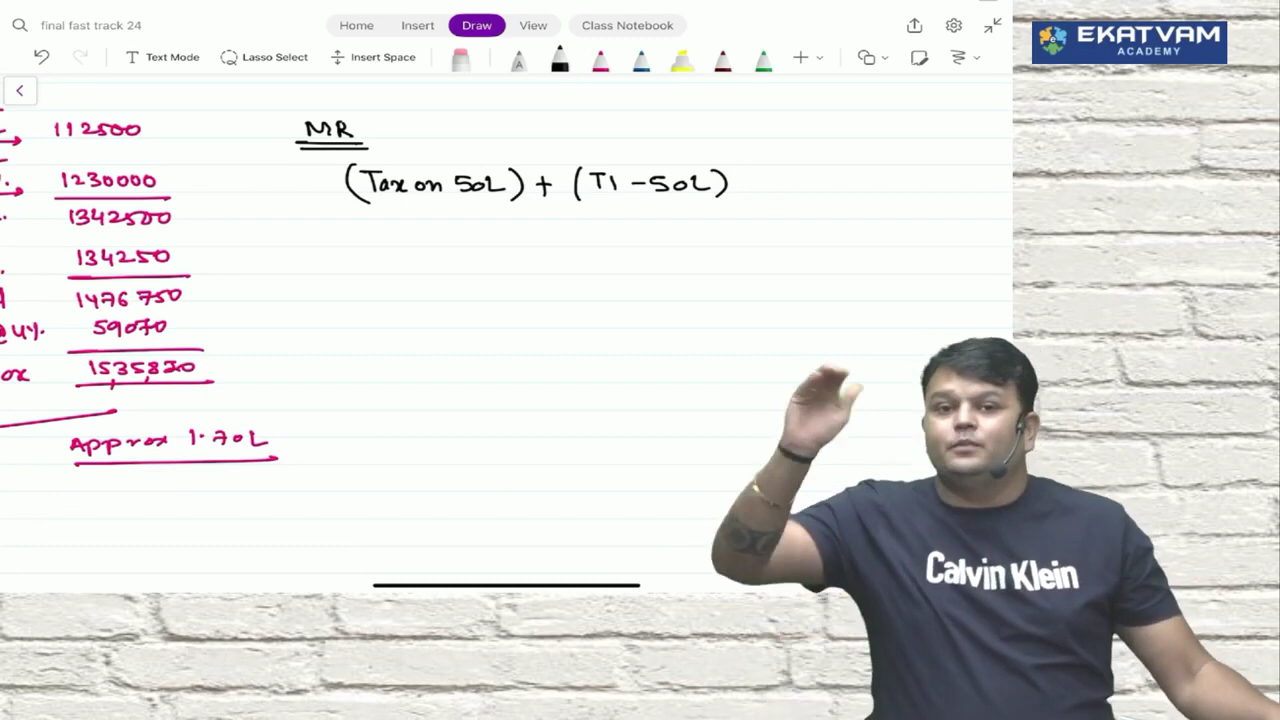 final fast track 24
Home Insert Draw View Class Notebook
Text Mode Lasso Select Insert Space
EKATVAM
ACADEMY
112500
1230000
1342500
134250
1476750
@4%. 59070
1535820
Approx 1.70L
MR
(Tax on 50L) + (TI - 50L)
Calvin Klein